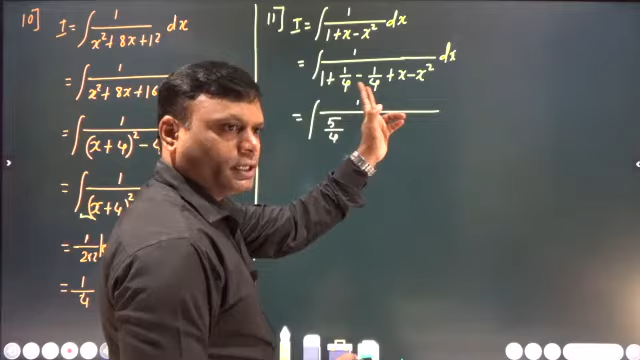 10] I = ∫ 1/(x² + 8x + 12) dx
= ∫ 1/(x² + 8x + 16
= ∫ 1/((x + 4)² - 4
= ∫ 1/((x + 4)²
= 1/(2×2)
= 1/4
11] I = ∫ 1/(1 + x - x²) dx
= ∫ 1/(1 + 1/4 - 1/4 + x - x²) dx
= ∫ 1/(5/4